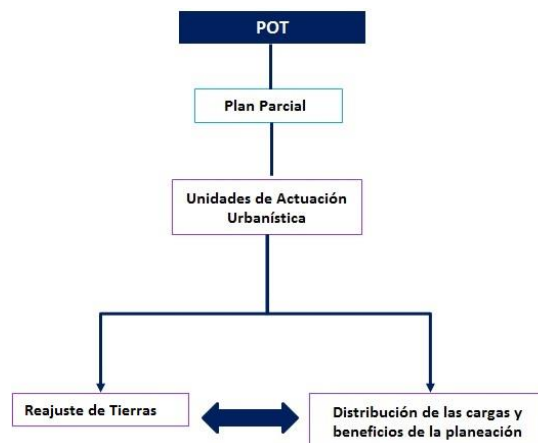 POT
Plan Parcial
Unidades de Actuación
Urbanística
Reajuste de Tierras
Distribución de las cargas y
beneficios de la planeación